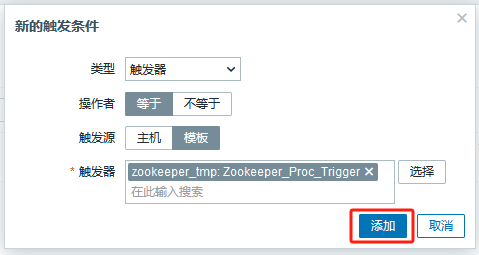 新的触发条件
类型 触发器
操作者 等于 不等于
触发源 主机 模板
* 触发器 zookeeper_tmp: Zookeeper_Proc_Trigger 选择
在此输入搜索
添加 取消